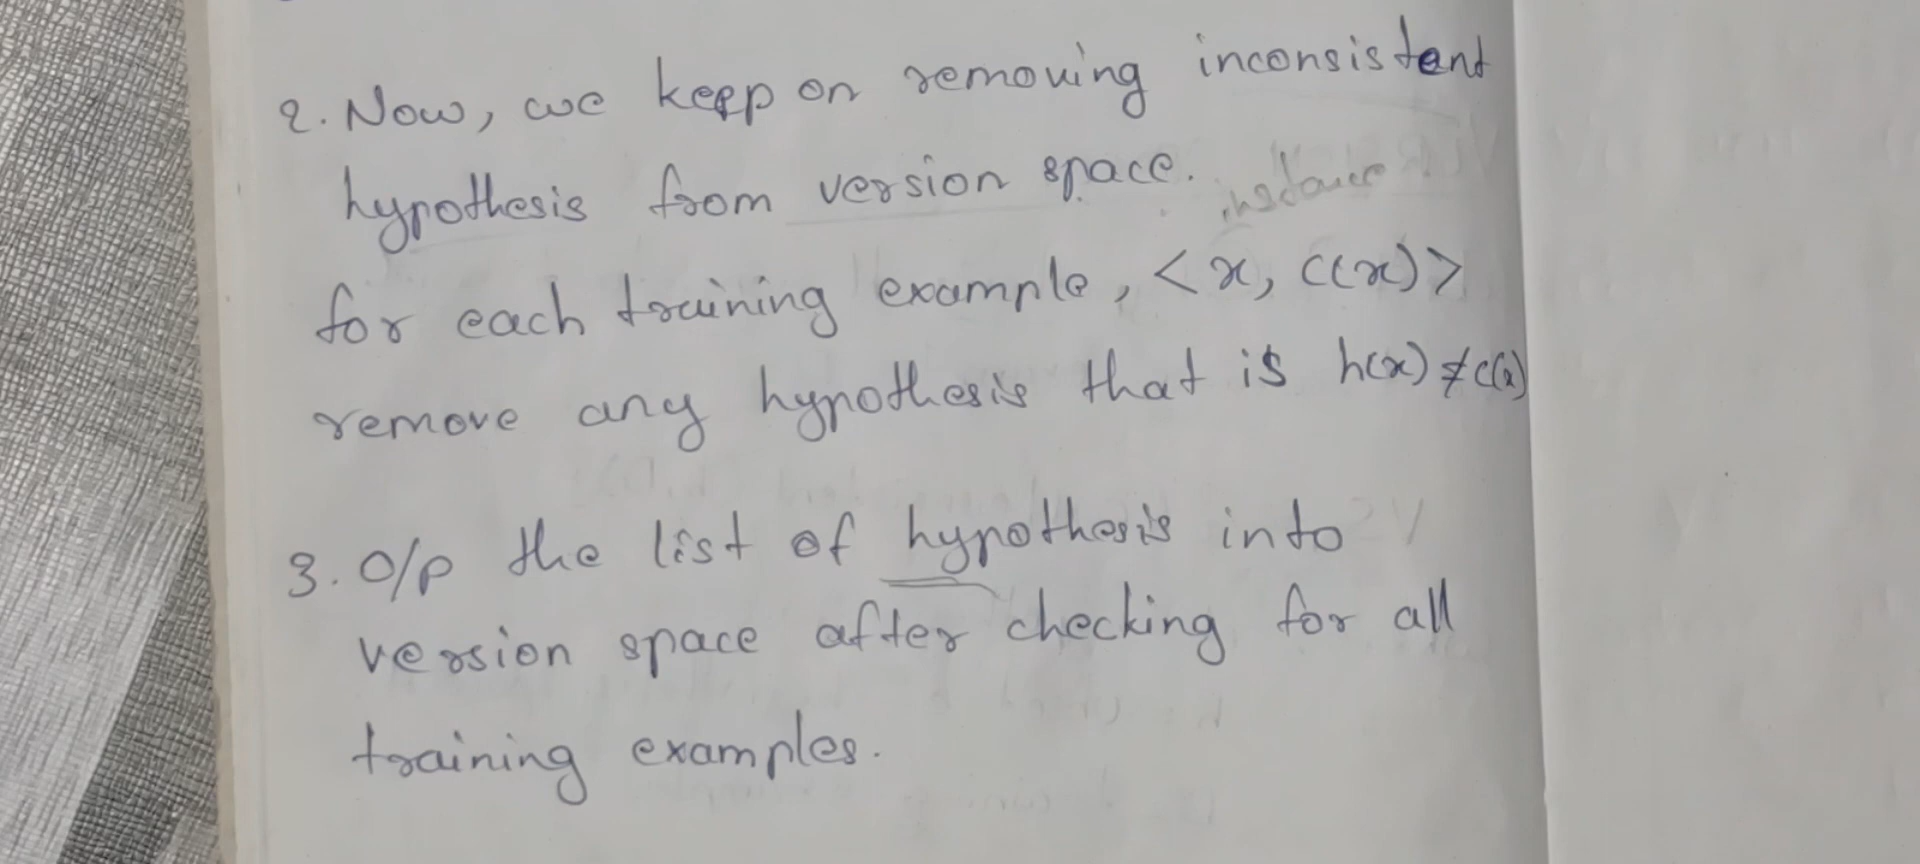 2. Now, we keep on removing inconsistent
hypothesis from version space.
instance
for each training example, <x, c(x)>
remove any hypothesis that is h(x) ≠ c(x)
3. O/P the list of hypothesis into
version space after checking for all
training examples.